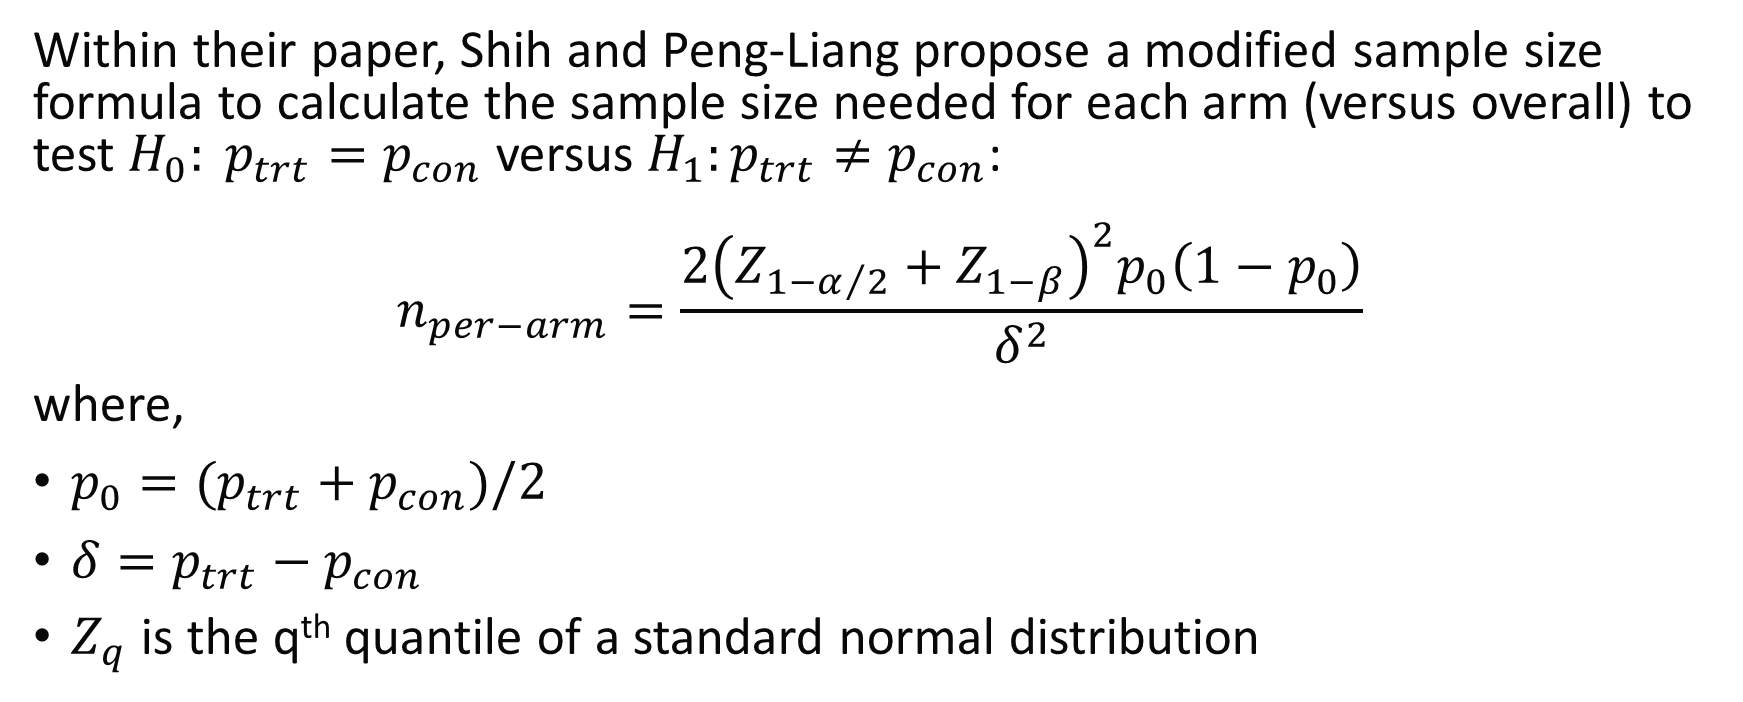 Within their paper, Shih and Peng-Liang propose a modified sample size
formula to calculate the sample size needed for each arm (versus overall) to
test H₀: p_trt = p_con versus H₁: p_trt ≠ p_con:
n_per−arm = 2(Z_1−α/2 + Z_1−β)² p₀(1 − p₀) / δ²
where,
• p₀ = (p_trt + p_con)/2
• δ = p_trt − p_con
• Z_q is the qᵗʰ quantile of a standard normal distribution